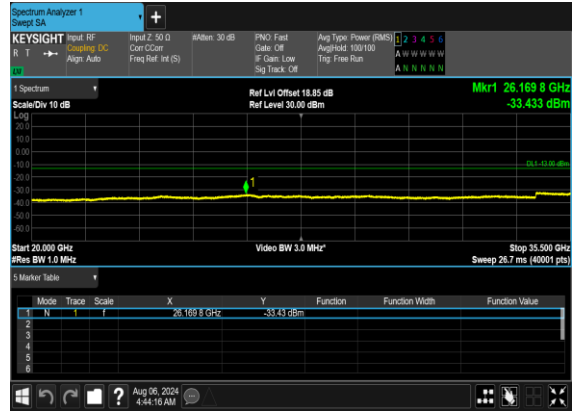 Spectrum Analyzer 1
Swept SA
+
KEYSIGHT Input: RF Input Z: 50 Ω #Atten: 30 dB PNO: Fast Avg Type: Power (RMS) 1 2 3 4 5 6
R T Coupling: DC Corr CCorr Gate: Off Avg|Hold: 100/100 A W W W W W
Align: Auto Freq Ref: Int (S) IF Gain: Low Trig: Free Run
Sig Track: Off A N N N N N
1 Spectrum Ref Lvl Offset 18.85 dB Mkr1 26.169 8 GHz
Scale/Div 10 dB Ref Level 30.00 dBm -33.433 dBm
Log
20.0
10.0
0.00
-10.0
DL1 -13.00 dBm
-20.0
1
-30.0
-40.0
-50.0
-60.0
Start 20.000 GHz Video BW 3.0 MHz* Stop 35.500 GHz
#Res BW 1.0 MHz Sweep 26.7 ms (40001 pts)
5 Marker Table
Mode Trace Scale X Y Function Function Width Function Value
1 N 1 f 26.169 8 GHz -33.43 dBm
2
3
4
5
6
? Aug 06, 2024
4:44:16 AM